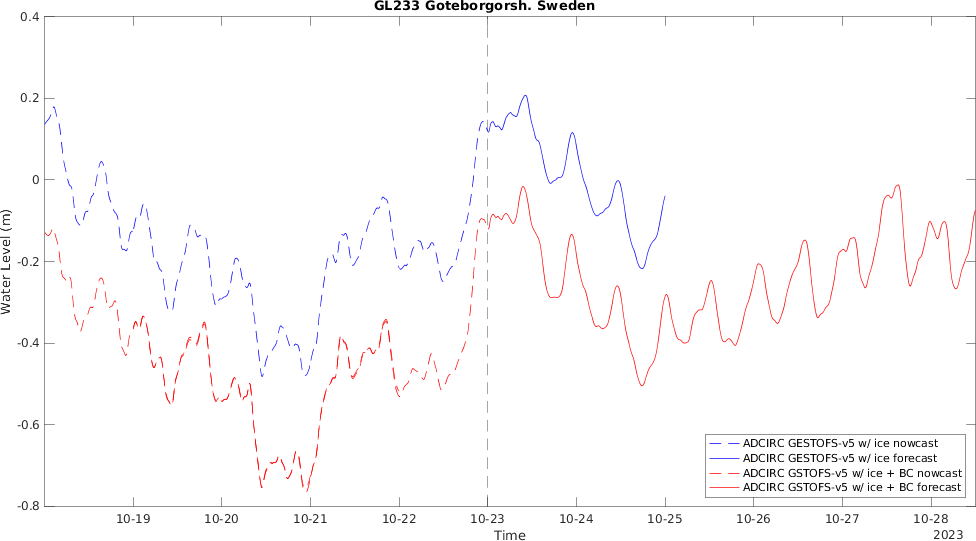 GL233 Goteborgorsh. Sweden
0.4
0.2
0
-0.2
-0.4
-0.6
-0.8
Water Level (m)
10-19 10-20 10-21 10-22 10-23 10-24 10-25 10-26 10-27 10-28
Time
2023
ADCIRC GESTOFS-v5 w/ ice nowcast
ADCIRC GESTOFS-v5 w/ ice forecast
ADCIRC GSTOFS-v5 w/ ice + BC nowcast
ADCIRC GSTOFS-v5 w/ ice + BC forecast